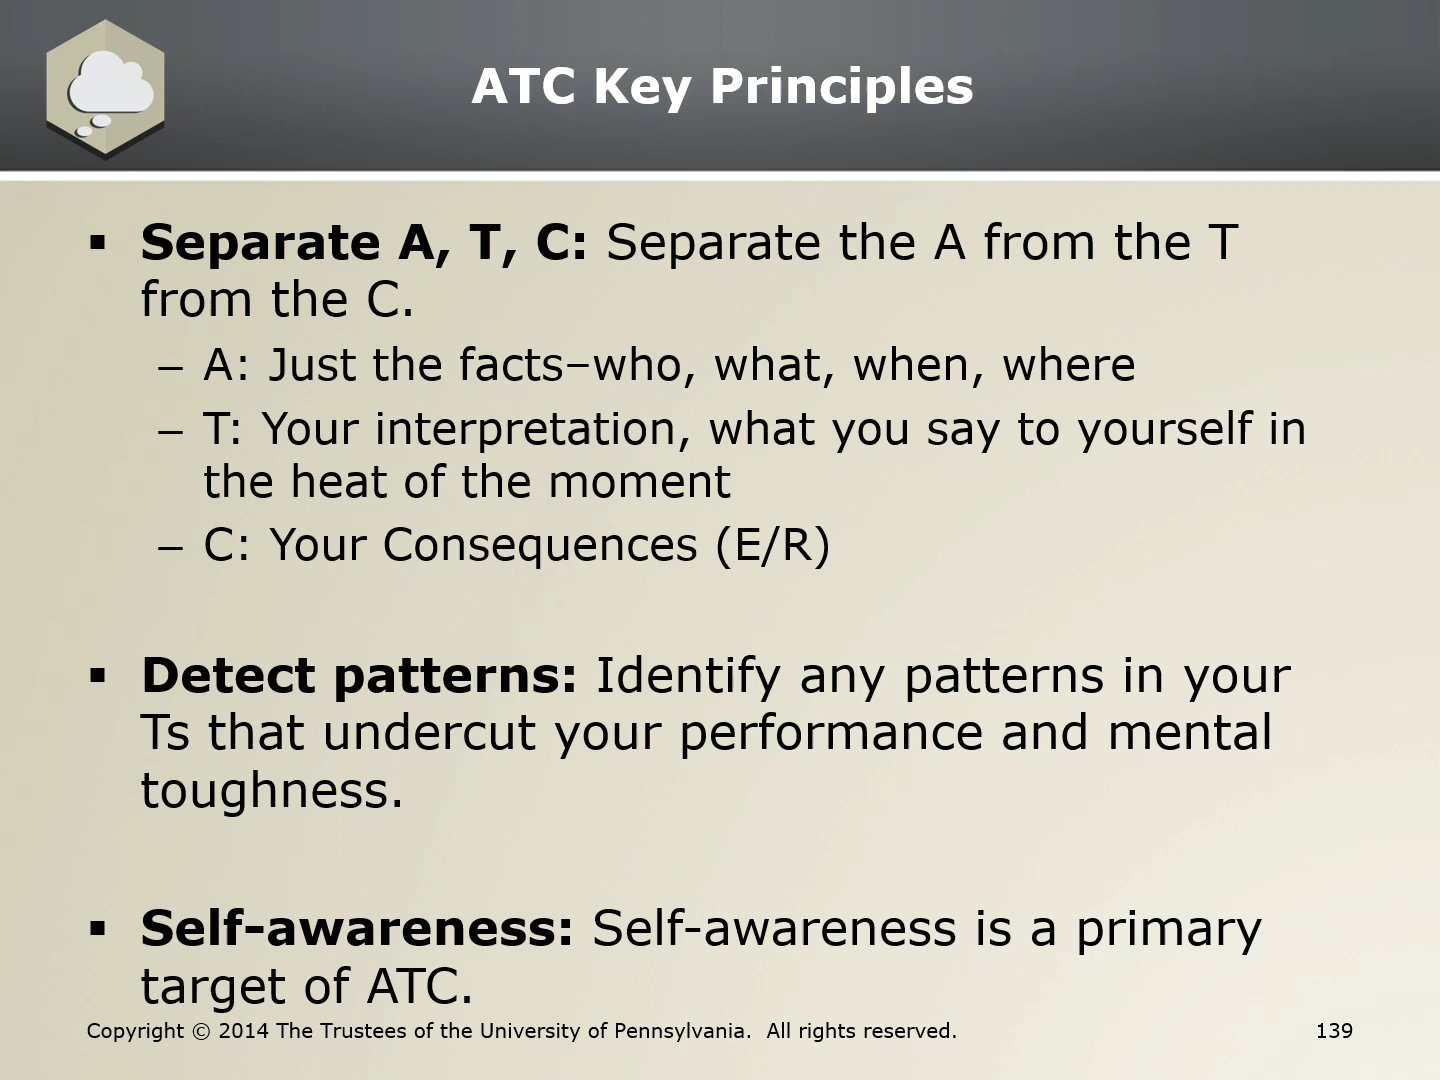 ATC Key Principles
▪ Separate A, T, C: Separate the A from the T
from the C.
– A: Just the facts–who, what, when, where
– T: Your interpretation, what you say to yourself in
the heat of the moment
– C: Your Consequences (E/R)
▪ Detect patterns: Identify any patterns in your
Ts that undercut your performance and mental
toughness.
▪ Self-awareness: Self-awareness is a primary
target of ATC.
Copyright © 2014 The Trustees of the University of Pennsylvania. All rights reserved. 139